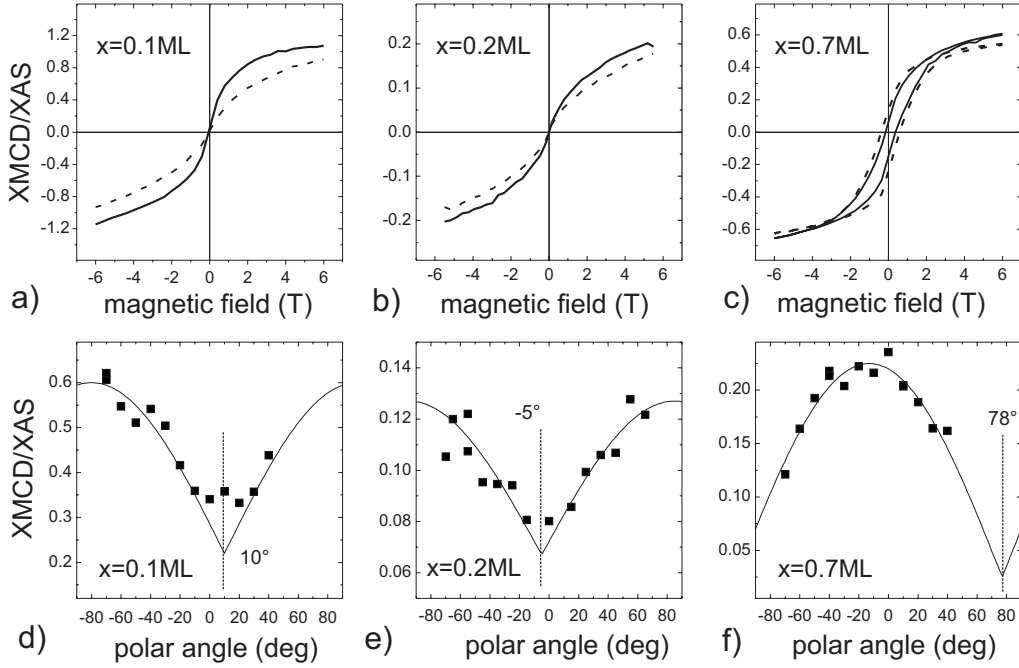 x=0.1ML
x=0.2ML
x=0.7ML
XMCD/XAS
1.2
0.8
0.4
0.0
-0.4
-0.8
-1.2
0.2
0.1
0.0
-0.1
-0.2
0.6
0.4
0.2
0.0
-0.2
-0.4
-0.6
-6 -4 -2 0 2 4 6
-6 -4 -2 0 2 4 6
-6 -4 -2 0 2 4 6
a) magnetic field (T)
b) magnetic field (T)
c) magnetic field (T)
XMCD/XAS
0.6
0.5
0.4
0.3
0.2
0.14
0.12
0.10
0.08
0.06
0.20
0.15
0.10
0.05
10°
-5°
78°
x=0.1ML
x=0.2ML
x=0.7ML
-80 -60 -40 -20 0 20 40 60 80
-80 -60 -40 -20 0 20 40 60 80
-80 -60 -40 -20 0 20 40 60 80
d) polar angle (deg)
e) polar angle (deg)
f) polar angle (deg)